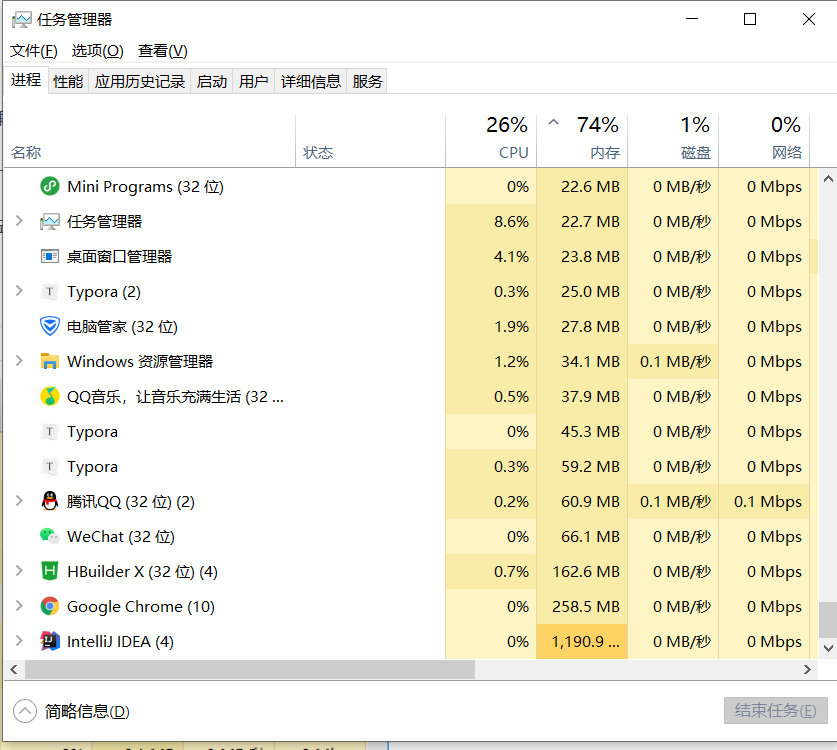 任务管理器
文件(F) 选项(O) 查看(V)
进程 性能 应用历史记录 启动 用户 详细信息 服务
26% 74% 1% 0%
名称 状态 CPU 内存 磁盘 网络
Mini Programs (32 位) 0% 22.6 MB 0 MB/秒 0 Mbps
任务管理器 8.6% 22.7 MB 0 MB/秒 0 Mbps
桌面窗口管理器 4.1% 23.8 MB 0 MB/秒 0 Mbps
Typora (2) 0.3% 25.0 MB 0 MB/秒 0 Mbps
电脑管家 (32 位) 1.9% 27.8 MB 0 MB/秒 0 Mbps
Windows 资源管理器 1.2% 34.1 MB 0.1 MB/秒 0 Mbps
QQ音乐，让音乐充满生活 (32 ... 0.5% 37.9 MB 0 MB/秒 0 Mbps
Typora 0% 45.3 MB 0 MB/秒 0 Mbps
Typora 0.3% 59.2 MB 0 MB/秒 0 Mbps
腾讯QQ (32 位) (2) 0.2% 60.9 MB 0.1 MB/秒 0.1 Mbps
WeChat (32 位) 0% 66.1 MB 0 MB/秒 0 Mbps
HBuilder X (32 位) (4) 0.7% 162.6 MB 0 MB/秒 0 Mbps
Google Chrome (10) 0% 258.5 MB 0 MB/秒 0 Mbps
IntelliJ IDEA (4) 0% 1,190.9 ... 0 MB/秒 0 Mbps
简略信息(D) 结束任务(E)